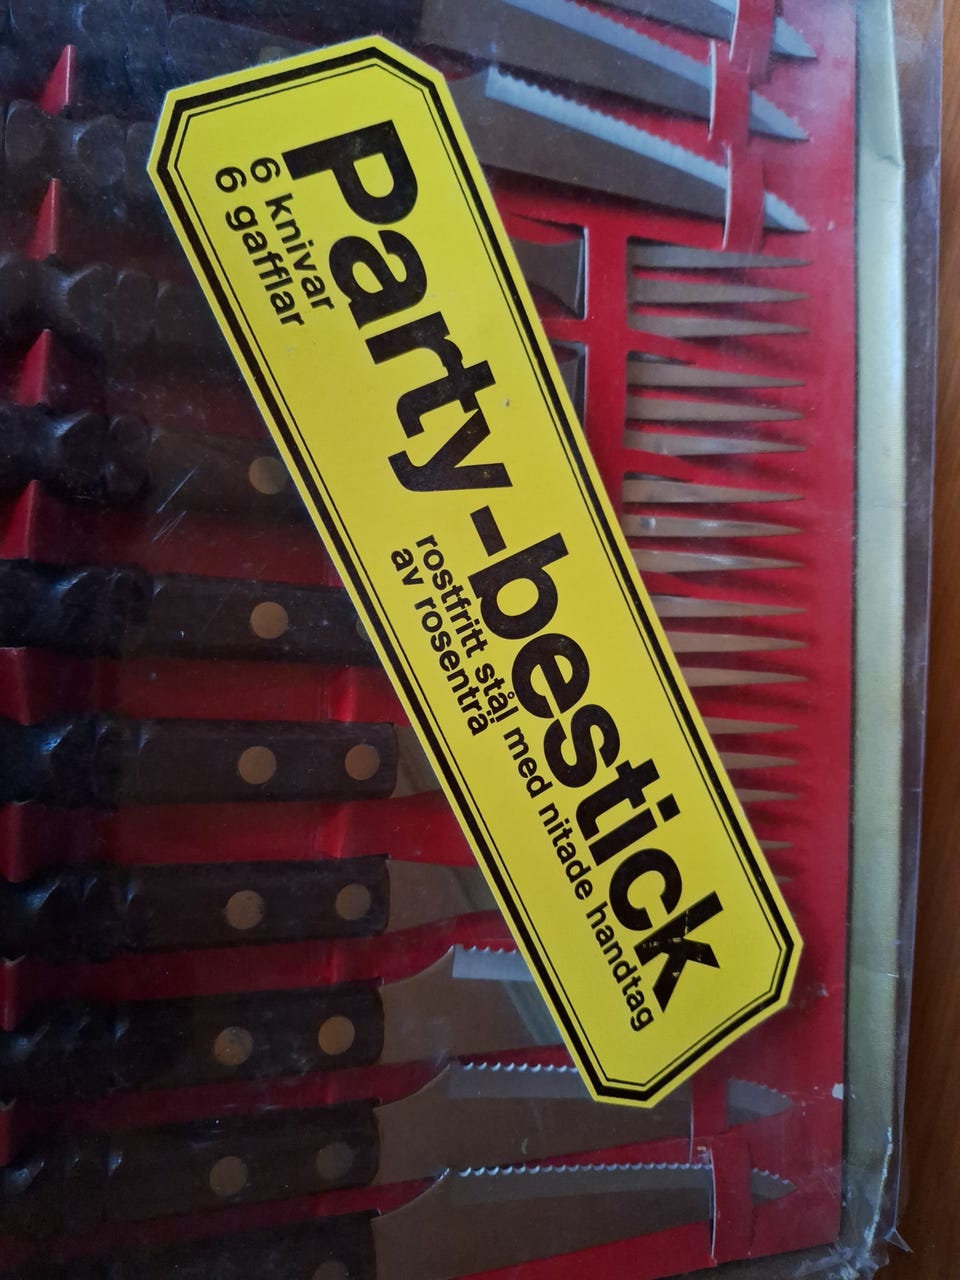 Party-bestick
6 knivar
6 gafflar
rostfritt stål med nitade handtag
av rosenträ